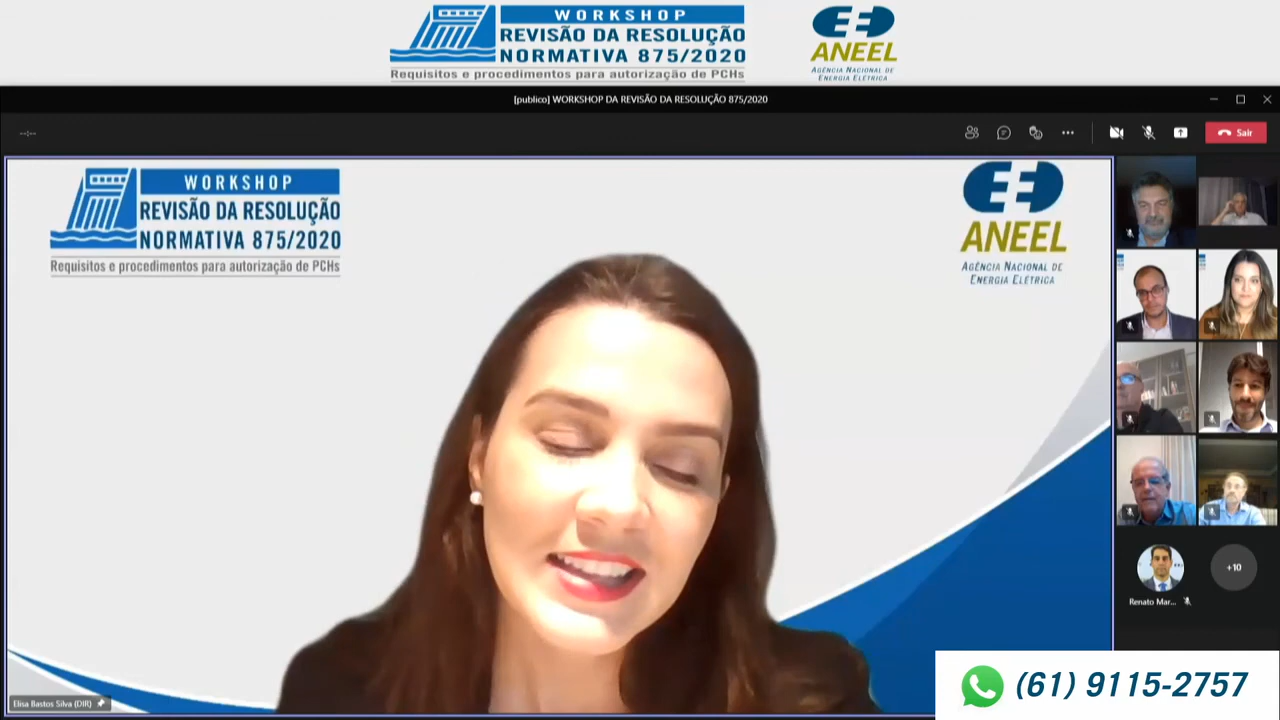 WORKSHOP
REVISÃO DA RESOLUÇÃO
NORMATIVA 875/2020
Requisitos e procedimentos para autorização de PCHs
ANEEL
AGÊNCIA NACIONAL DE
ENERGIA ELÉTRICA
[publico] WORKSHOP DA REVISÃO DA RESOLUÇÃO 875/2020
--:--
Sair
WORKSHOP
REVISÃO DA RESOLUÇÃO
NORMATIVA 875/2020
Requisitos e procedimentos para autorização de PCHs
ANEEL
AGÊNCIA NACIONAL DE
ENERGIA ELÉTRICA
+10
Renato Mar...
Elisa Bastos Silva (DIR)
(61) 9115-2757